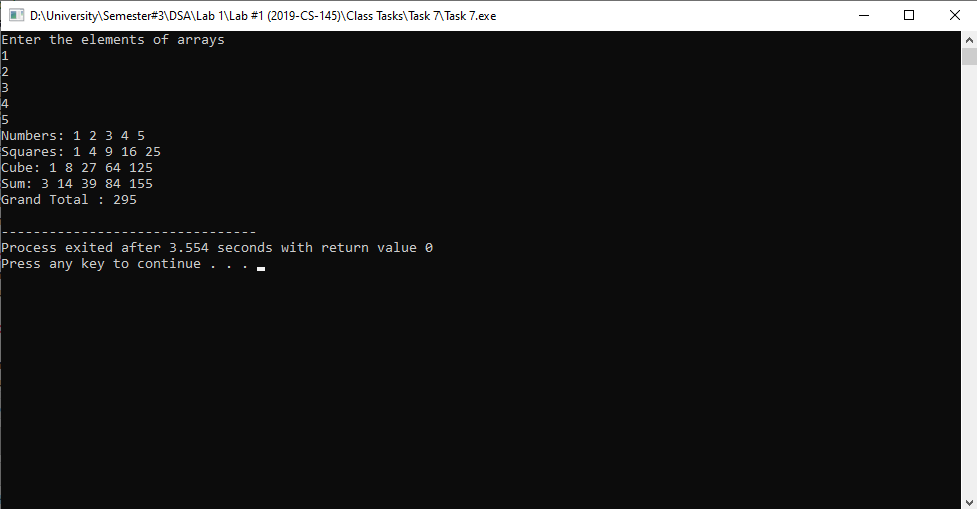 D:\University\Semester#3\DSA\Lab 1\Lab #1 (2019-CS-145)\Class Tasks\Task 7\Task 7.exe
Enter the elements of arrays
1
2
3
4
5
Numbers: 1 2 3 4 5
Squares: 1 4 9 16 25
Cube: 1 8 27 64 125
Sum: 3 14 39 84 155
Grand Total : 295
--------------------------------
Process exited after 3.554 seconds with return value 0
Press any key to continue . . .